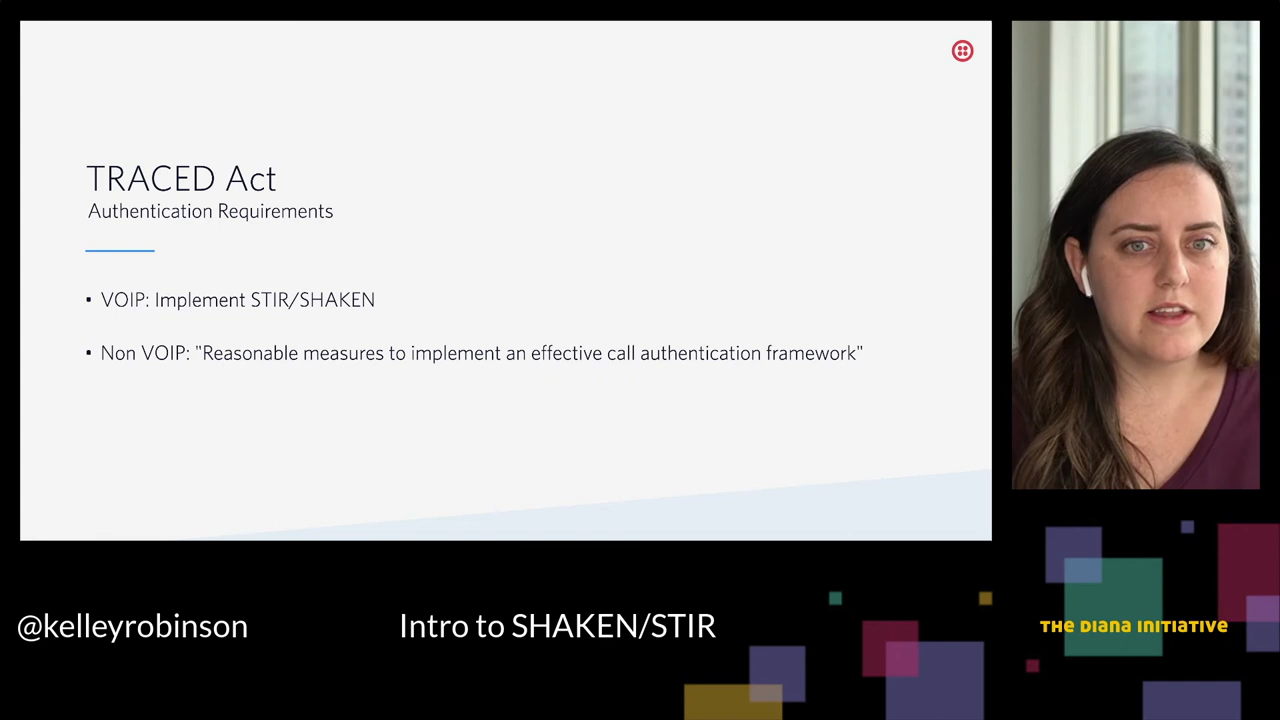 TRACED Act
Authentication Requirements
▪ VOIP: Implement STIR/SHAKEN
▪ Non VOIP: "Reasonable measures to implement an effective call authentication framework"
@kelleyrobinson
Intro to SHAKEN/STIR
THE DIANA INITIATIVE